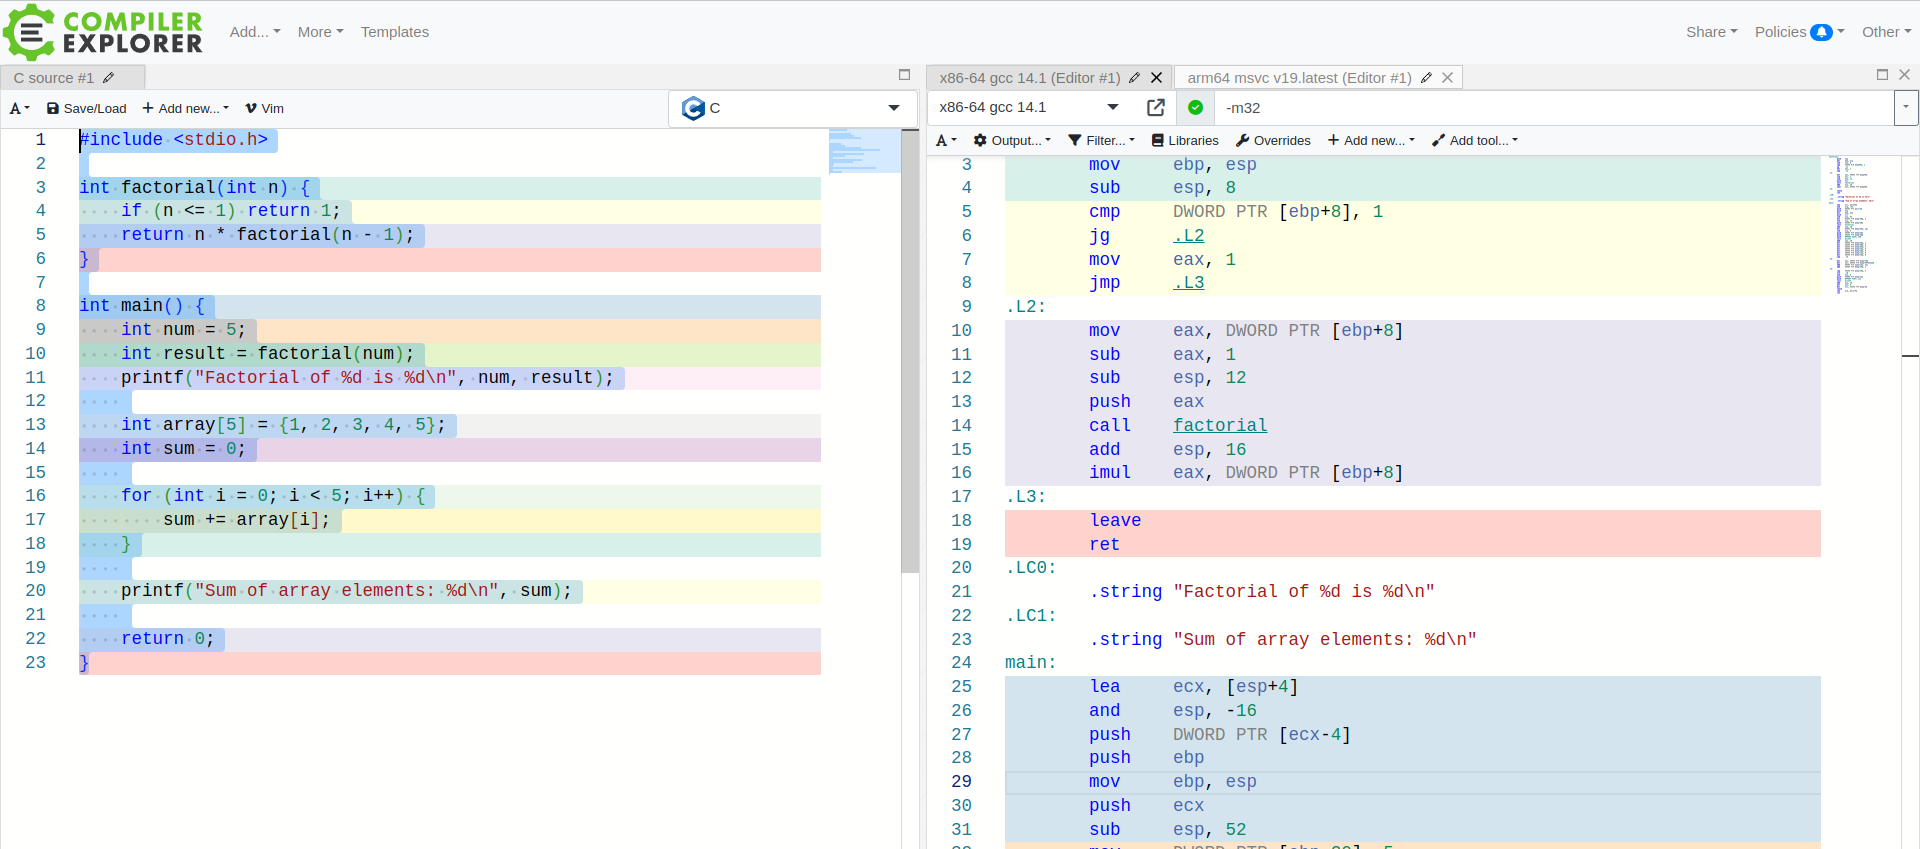 COMPILER
EXPLORER
Add... More Templates
Share Policies Other
C source #1
A Save/Load Add new... Vim
C
1 #include <stdio.h>
2
3 int factorial(int n) {
4     if (n <= 1) return 1;
5     return n * factorial(n - 1);
6 }
7
8 int main() {
9     int num = 5;
10     int result = factorial(num);
11     printf("Factorial of %d is %d\n", num, result);
12
13     int array[5] = {1, 2, 3, 4, 5};
14     int sum = 0;
15
16     for (int i = 0; i < 5; i++) {
17         sum += array[i];
18     }
19
20     printf("Sum of array elements: %d\n", sum);
21
22     return 0;
23 }
x86-64 gcc 14.1 (Editor #1) arm64 msvc v19.latest (Editor #1)
x86-64 gcc 14.1 -m32
A Output... Filter... Libraries Overrides Add new... Add tool...
3 mov ebp, esp
4 sub esp, 8
5 cmp DWORD PTR [ebp+8], 1
6 jg .L2
7 mov eax, 1
8 jmp .L3
9 .L2:
10 mov eax, DWORD PTR [ebp+8]
11 sub eax, 1
12 sub esp, 12
13 push eax
14 call factorial
15 add esp, 16
16 imul eax, DWORD PTR [ebp+8]
17 .L3:
18 leave
19 ret
20 .LC0:
21 .string "Factorial of %d is %d\n"
22 .LC1:
23 .string "Sum of array elements: %d\n"
24 main:
25 lea ecx, [esp+4]
26 and esp, -16
27 push DWORD PTR [ecx-4]
28 push ebp
29 mov ebp, esp
30 push ecx
31 sub esp, 52